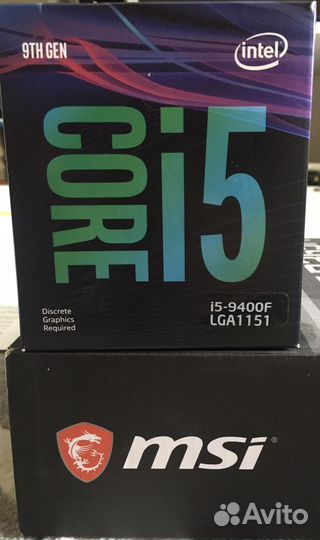 9TH GEN
intel
CORE i5
Discrete
Graphics
Required
i5-9400F
LGA1151
msi
Avito